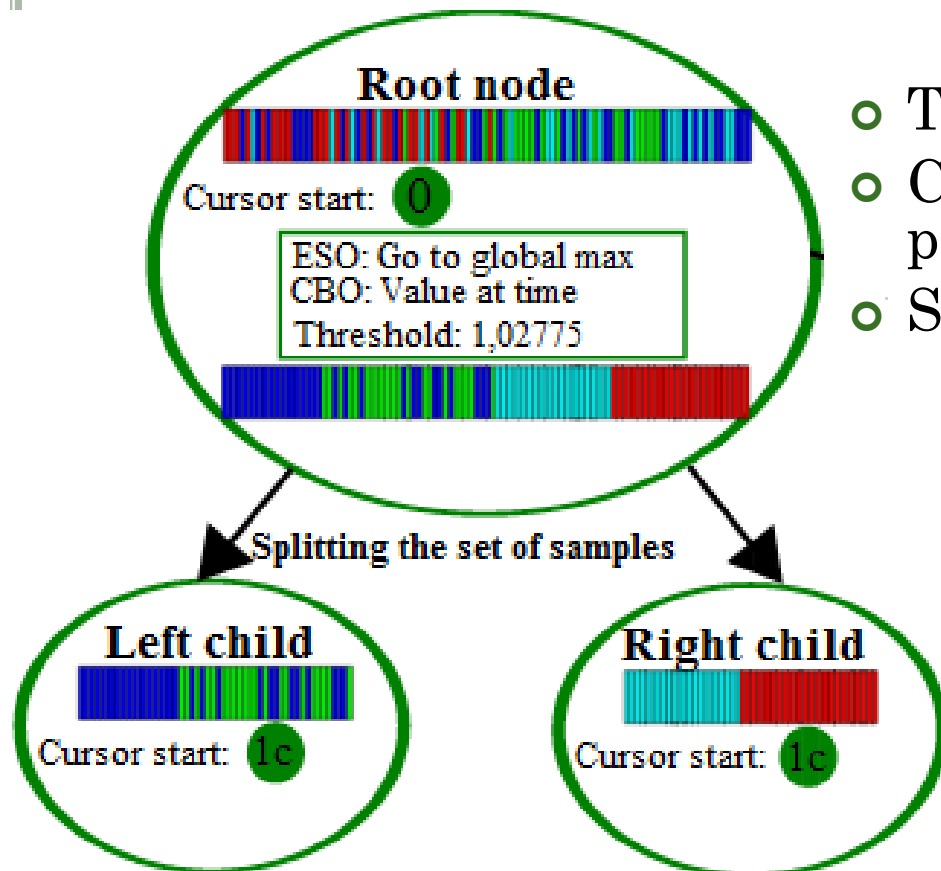 Root node
Cursor start: 0
ESO: Go to global max
CBO: Value at time
Threshold: 1,02775
Splitting the set of samples
Left child
Cursor start: 1c
Right child
Cursor start: 1c
T
C
p
S